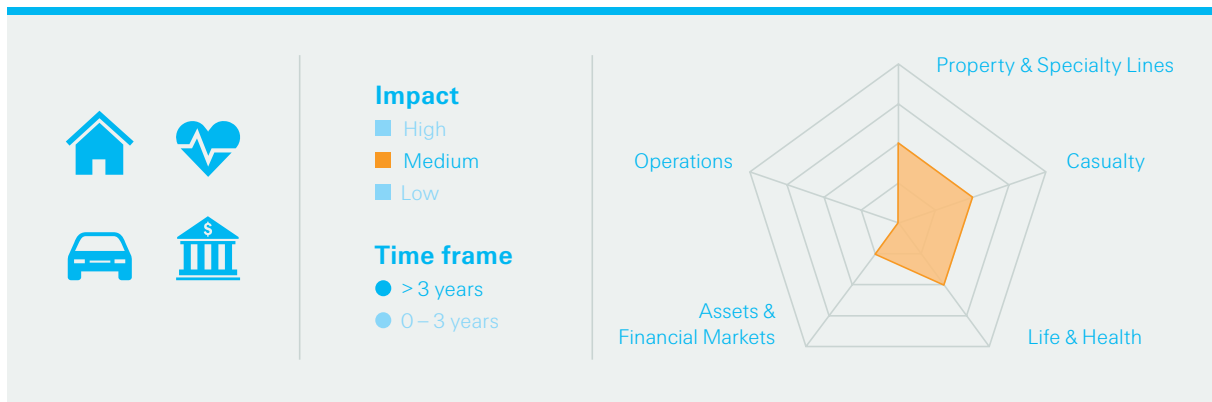 $
Impact
High
Medium
Low
Time frame
> 3 years
0 – 3 years
Property & Specialty Lines
Operations
Casualty
Assets &
Financial Markets
Life & Health